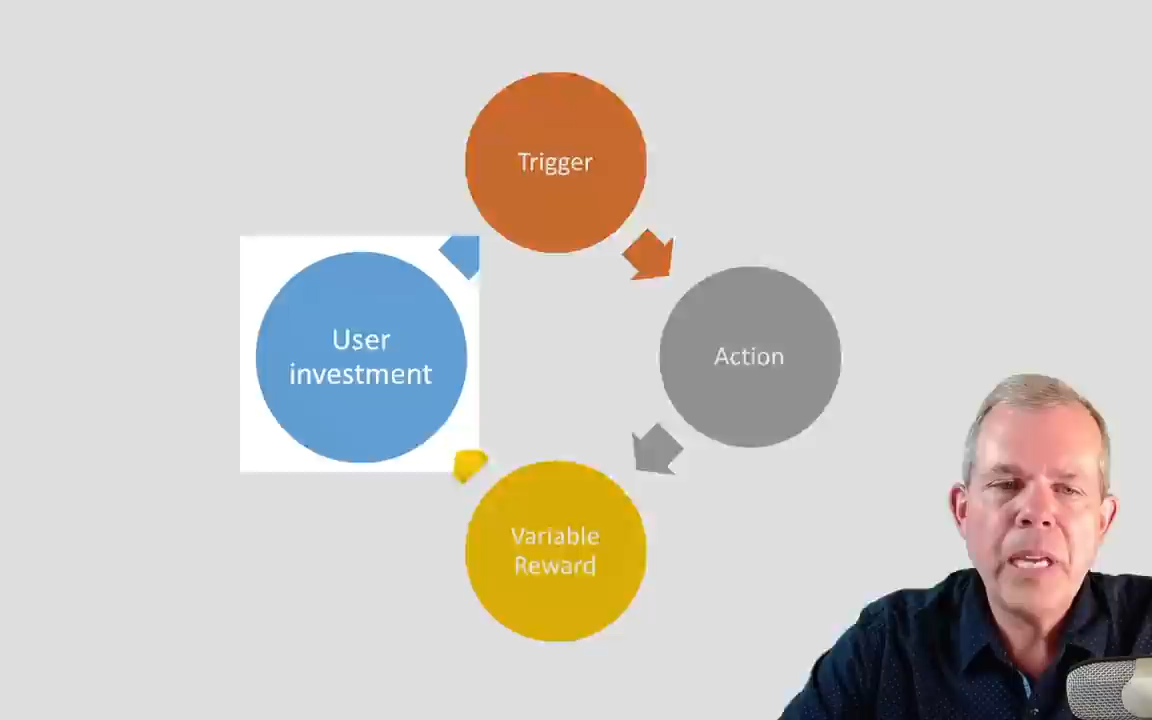 Trigger
User
investment
Action
Variable
Reward